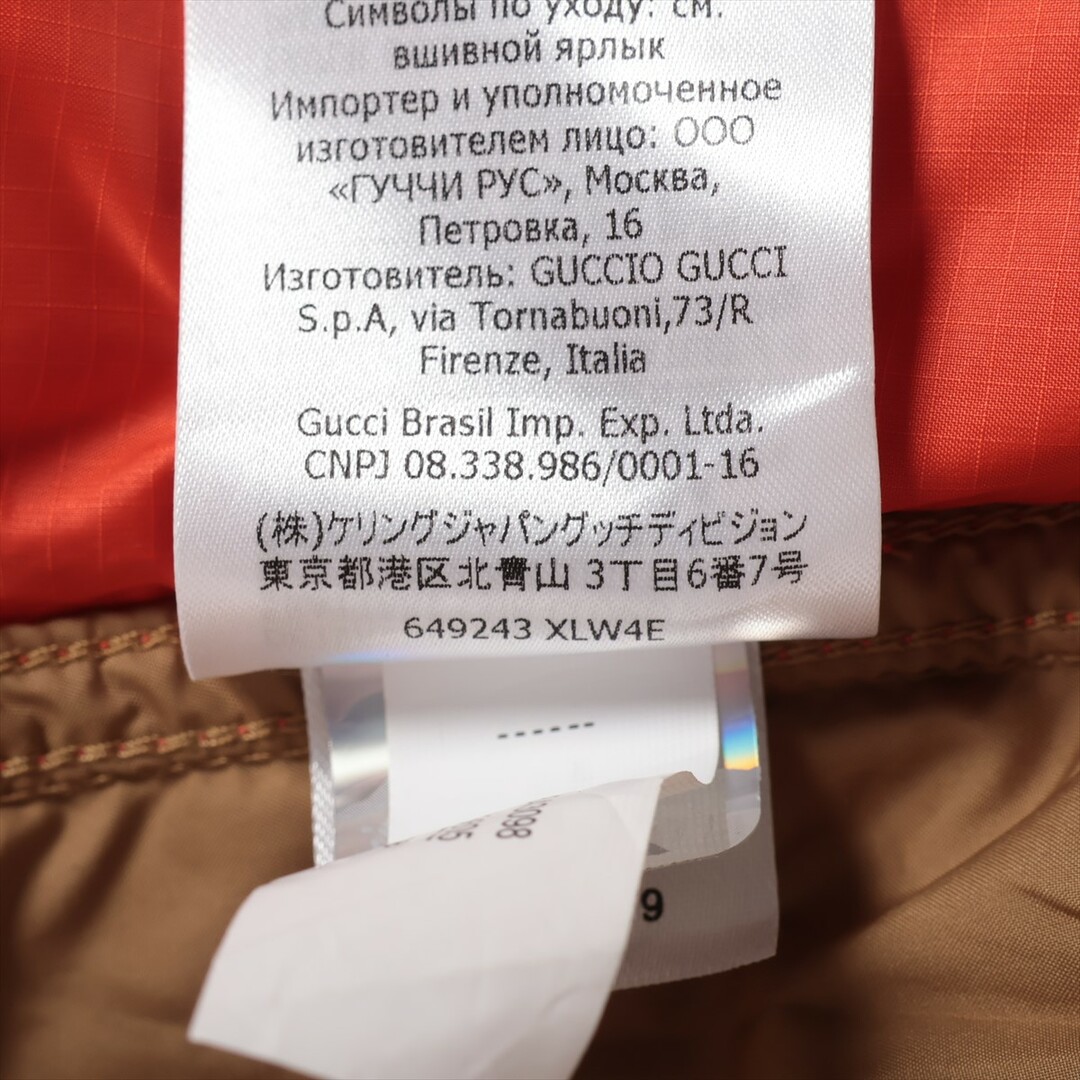 Символы по уходу: см.
вшивной ярлык
Импортер и уполномоченное
изготовителем лицо: ООО
«ГУЧЧИ РУС», Москва,
Петровка, 16
Изготовитель: GUCCIO GUCCI
S.p.A, via Tornabuoni,73/R
Firenze, Italia
Gucci Brasil Imp. Exp. Ltda.
CNPJ 08.338.986/0001-16
(株)ケリングジャパングッチディビジョン
東京都港区北青山 3丁目6番7号
649243 XLW4E
------
9